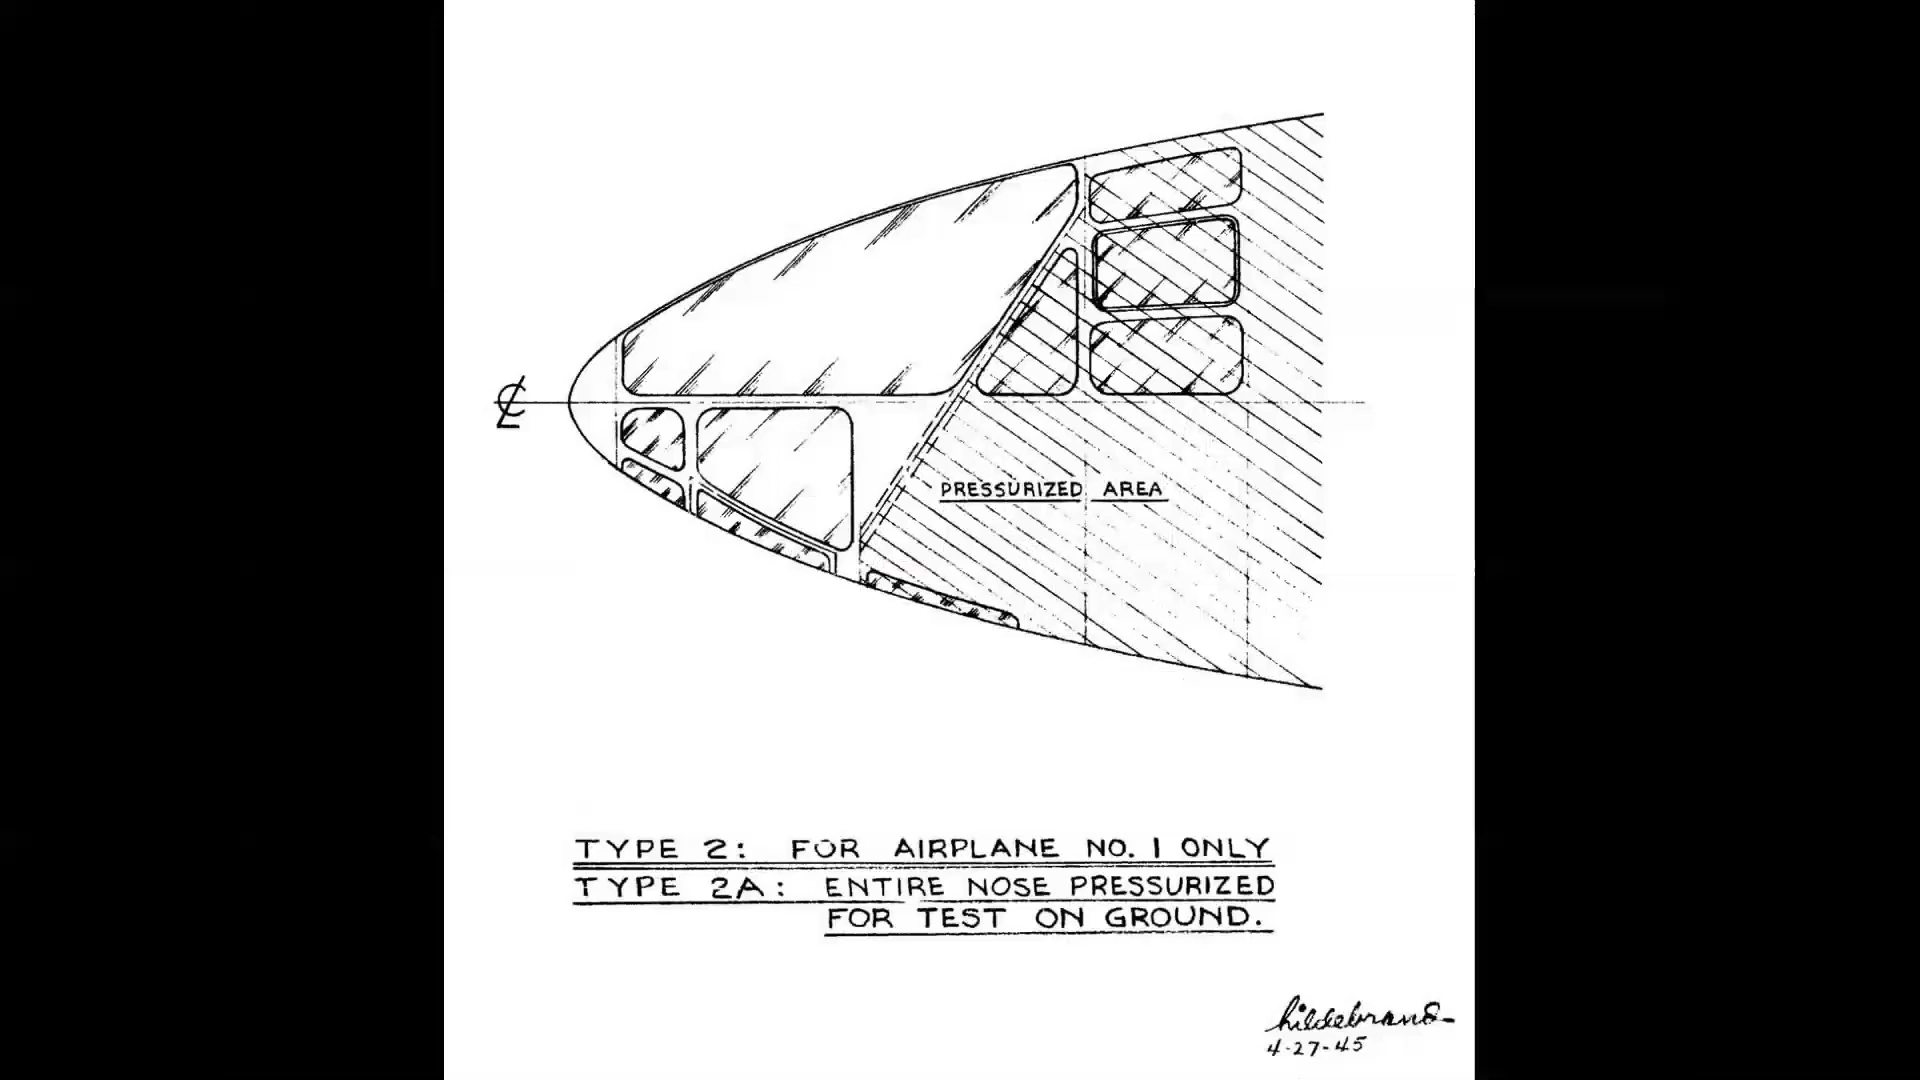 ℄
PRESSURIZED AREA
TYPE 2: FOR AIRPLANE NO. 1 ONLY
TYPE 2A: ENTIRE NOSE PRESSURIZED
FOR TEST ON GROUND.
hildebrand
4-27-45